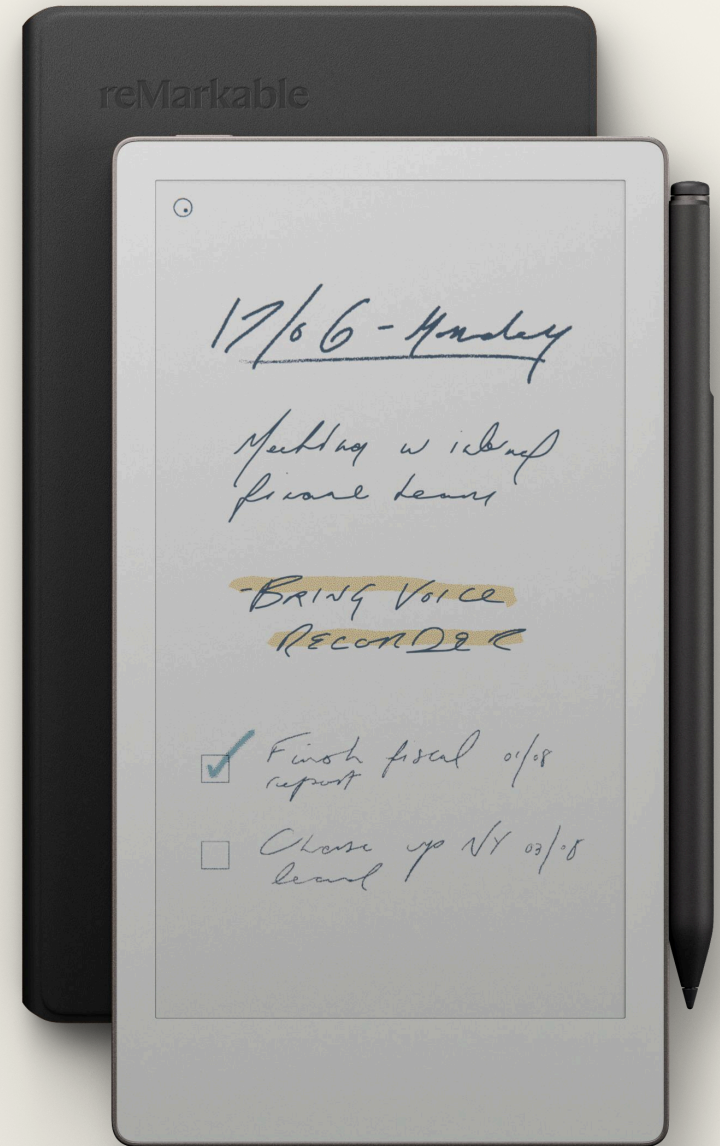 reMarkable
17/06 - Monday
Meeting w internal
finance team
- BRING VOICE
RECORDER
Finish fiscal 01/08
report
Chase up NY 03/08